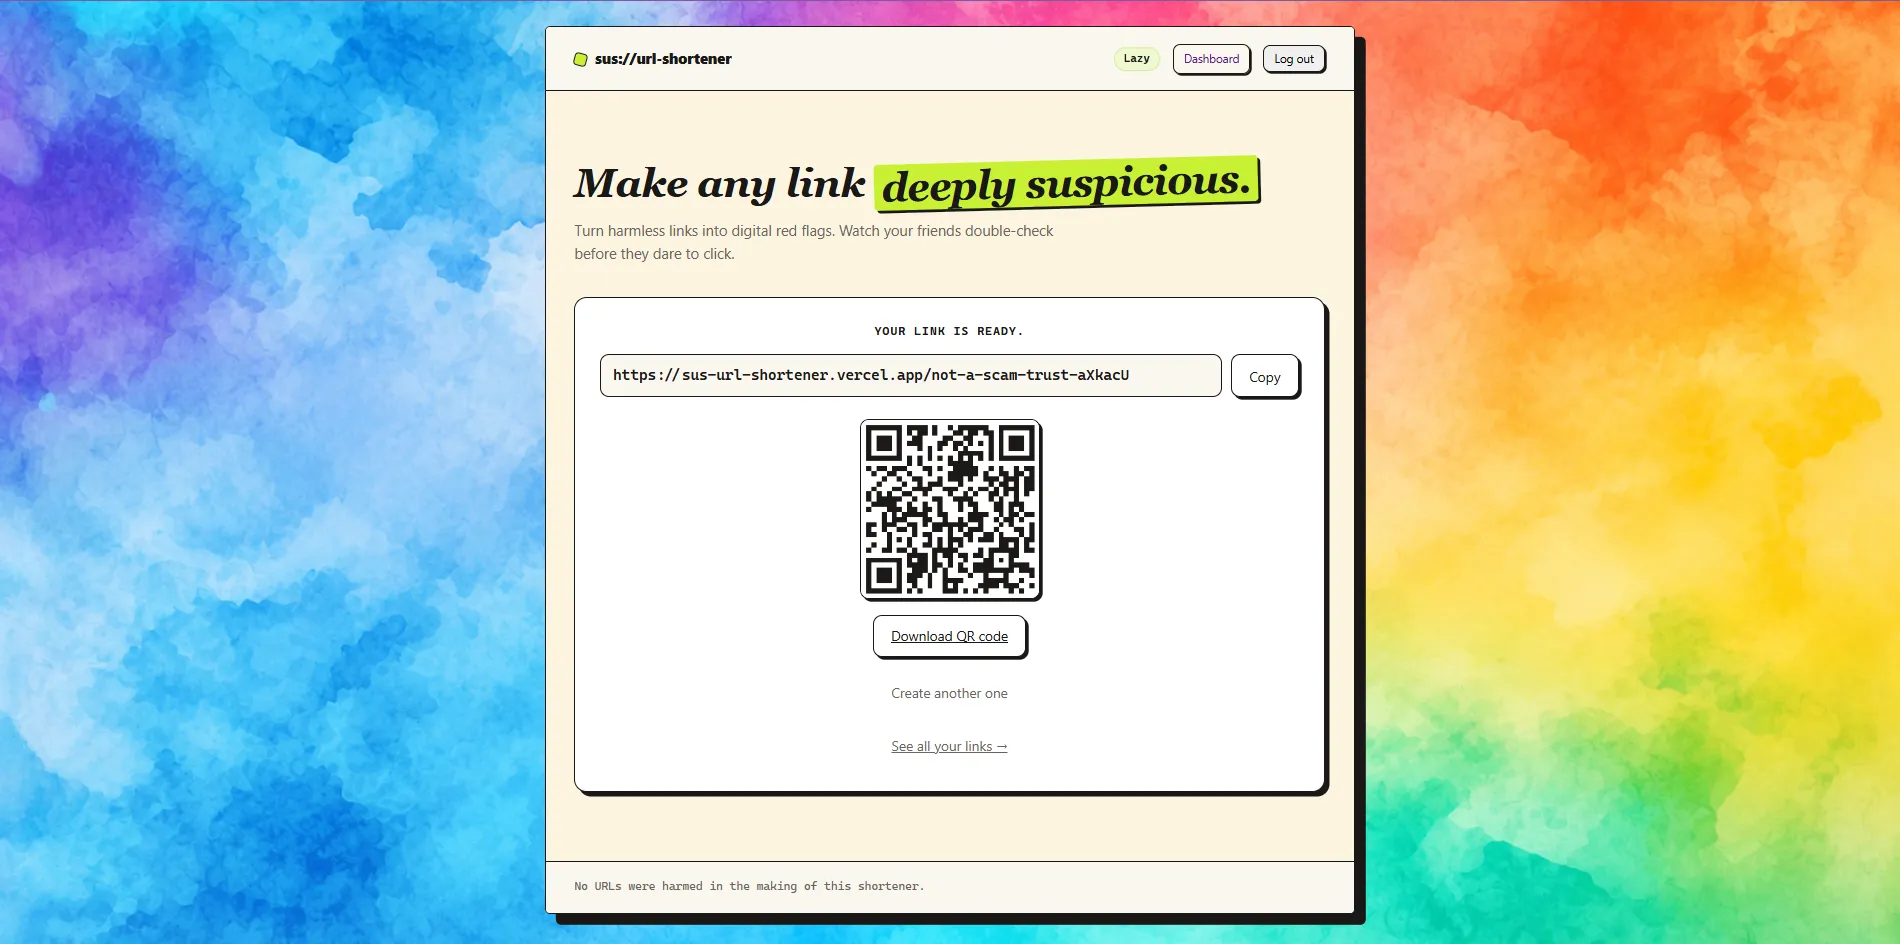 sus://url-shortener
Lazy
Dashboard
Log out
Make any link deeply suspicious.
Turn harmless links into digital red flags. Watch your friends double-check
before they dare to click.
YOUR LINK IS READY.
https://sus-url-shortener.vercel.app/not-a-scam-trust-aXkacU
Copy
Download QR code
Create another one
See all your links →
No URLs were harmed in the making of this shortener.